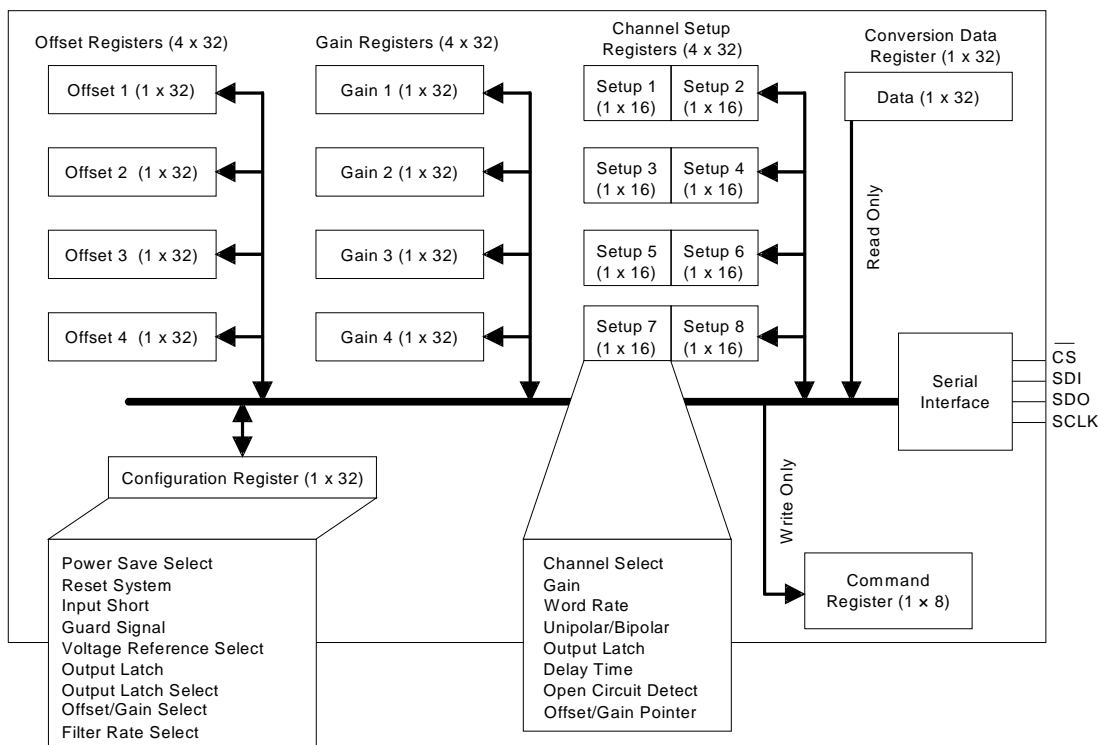 Offset Registers (4 x 32)
Offset 1 (1 x 32)
Offset 2 (1 x 32)
Offset 3 (1 x 32)
Offset 4 (1 x 32)
Gain Registers (4 x 32)
Gain 1 (1 x 32)
Gain 2 (1 x 32)
Gain 3 (1 x 32)
Gain 4 (1 x 32)
Channel Setup
Registers (4 x 32)
Setup 1
(1 x 16)
Setup 2
(1 x 16)
Setup 3
(1 x 16)
Setup 4
(1 x 16)
Setup 5
(1 x 16)
Setup 6
(1 x 16)
Setup 7
(1 x 16)
Setup 8
(1 x 16)
Conversion Data
Register (1 x 32)
Data (1 x 32)
Read Only
Serial
Interface
CS
SDI
SDO
SCLK
Configuration Register (1 x 32)
Power Save Select
Reset System
Input Short
Guard Signal
Voltage Reference Select
Output Latch
Output Latch Select
Offset/Gain Select
Filter Rate Select
Channel Select
Gain
Word Rate
Unipolar/Bipolar
Output Latch
Delay Time
Open Circuit Detect
Offset/Gain Pointer
Write Only
Command
Register (1 × 8)